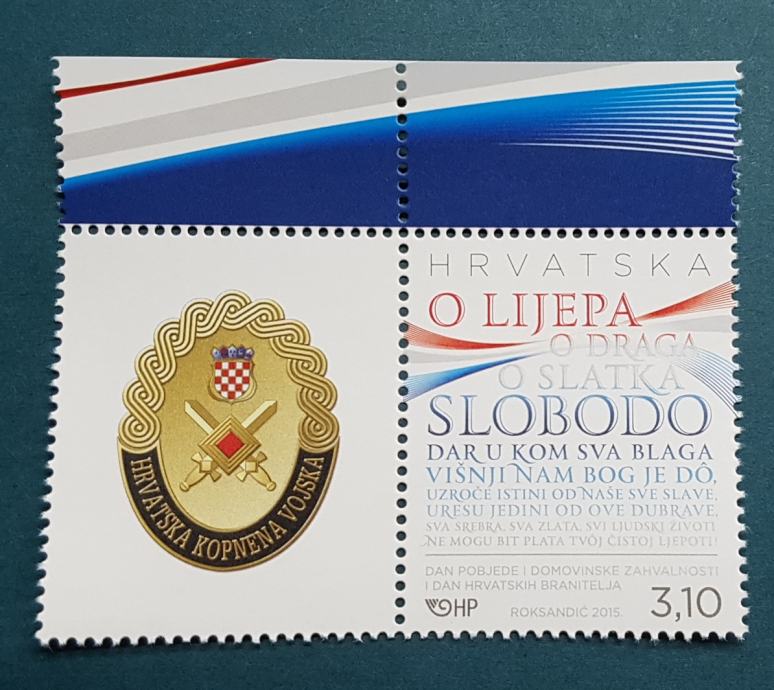 HRVATSKA KOPNENA VOJSKA
HRVATSKA
O LIJEPA
O DRAGA
O SLATKA
SLOBODO
DAR U KOM SVA BLAGA
VIŠNJI NAM BOG JE DÔ,
UZROČE ISTINI OD NAŠE SVE SLAVE,
URESU JEDINI OD OVE DUBRAVE,
SVA SREBRA, SVA ZLATA, SVI LJUDSKI ŽIVOTI
NE MOGU BIT PLATA TVÔJ ČISTOJ LJEPOTI!
DAN POBJEDE I DOMOVINSKE ZAHVALNOSTI
I DAN HRVATSKIH BRANITELJA
HP
ROKSANDIĆ 2015.
3,10